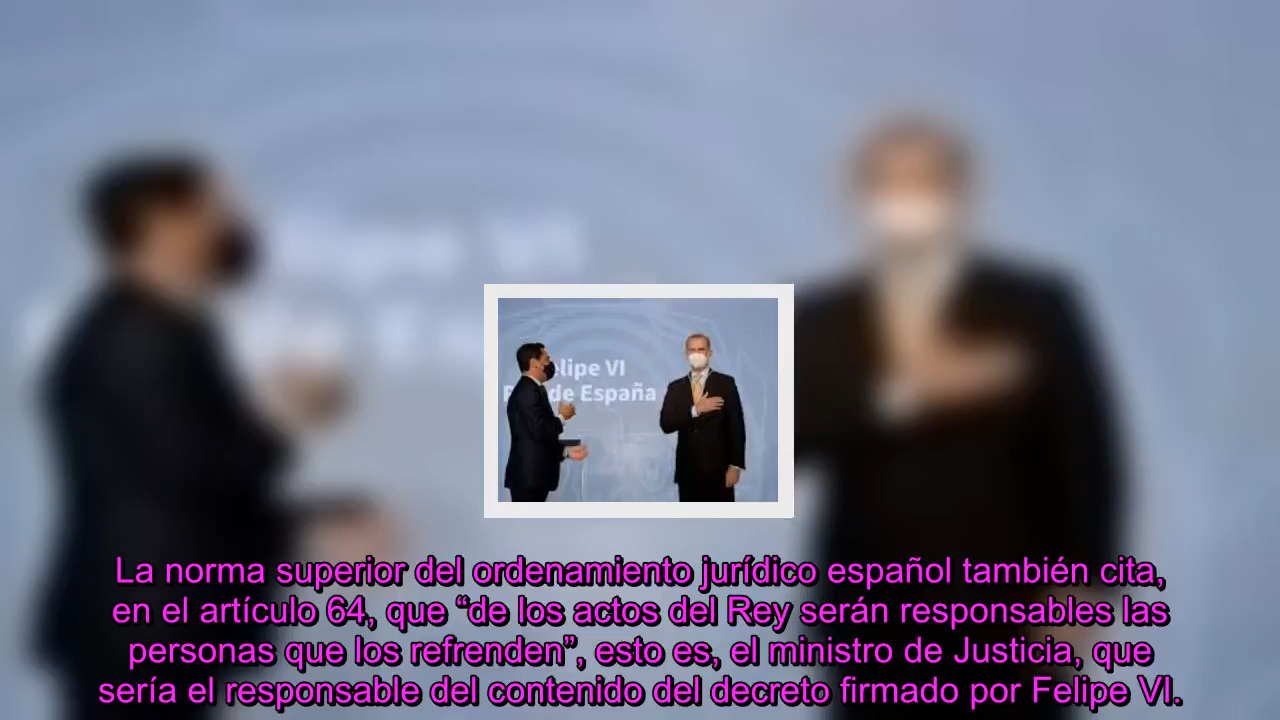 lipe VI
de España
La norma superior del ordenamiento jurídico español también cita,
en el artículo 64, que “de los actos del Rey serán responsables las
personas que los refrenden”, esto es, el ministro de Justicia, que
sería el responsable del contenido del decreto firmado por Felipe VI.